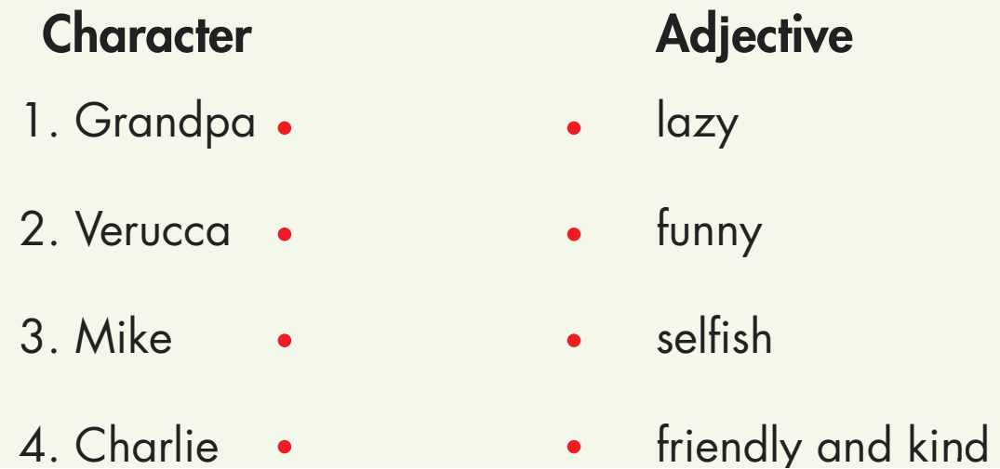 Character Adjective
1. Grandpa lazy
2. Verucca funny
3. Mike selfish
4. Charlie friendly and kind